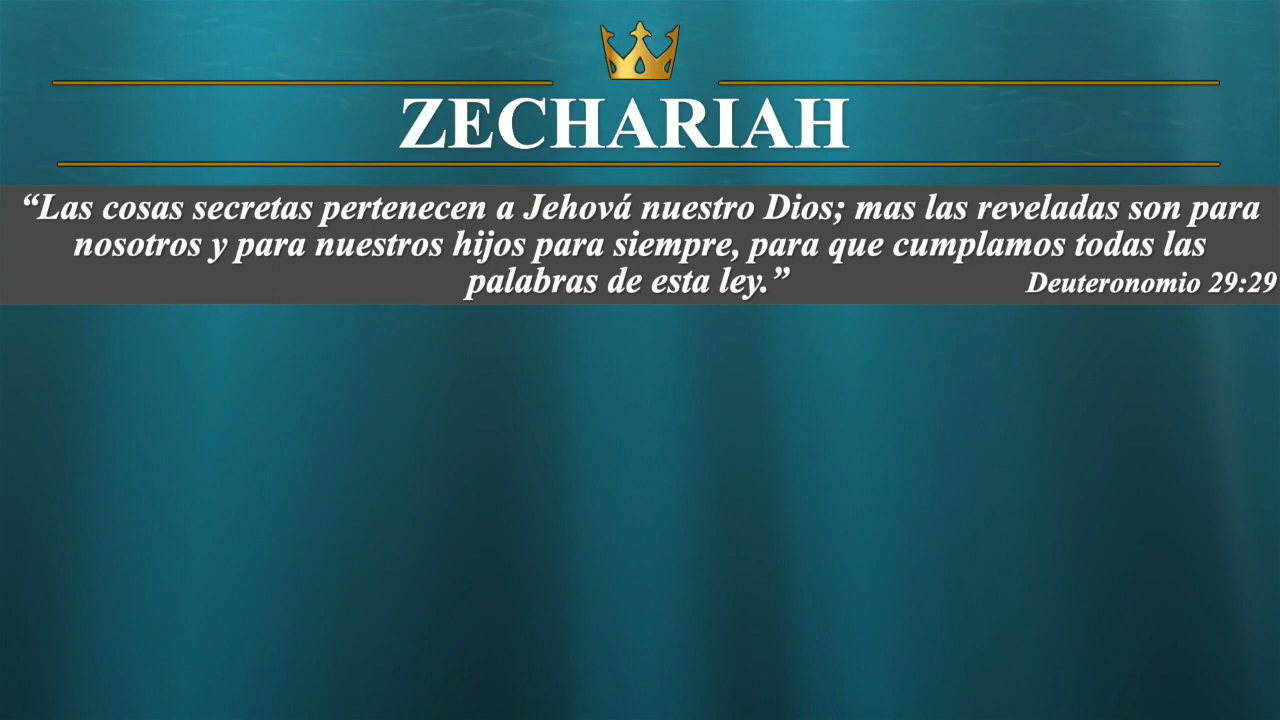 ZECHARIAH
“Las cosas secretas pertenecen a Jehová nuestro Dios; mas las reveladas son para
nosotros y para nuestros hijos para siempre, para que cumplamos todas las
palabras de esta ley.” Deuteronomio 29:29